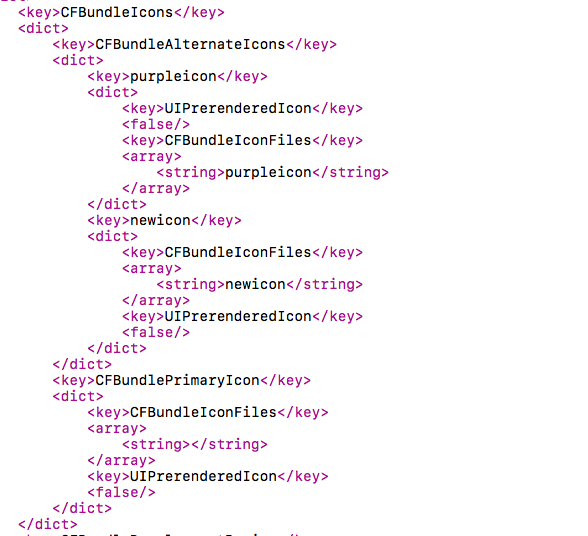 <key>CFBundleIcons</key>
<dict>
<key>CFBundleAlternateIcons</key>
<dict>
<key>purpleicon</key>
<dict>
<key>UIPrerenderedIcon</key>
<false/>
<key>CFBundleIconFiles</key>
<array>
<string>purpleicon</string>
</array>
</dict>
<key>newicon</key>
<dict>
<key>CFBundleIconFiles</key>
<array>
<string>newicon</string>
</array>
<key>UIPrerenderedIcon</key>
<false/>
</dict>
</dict>
<key>CFBundlePrimaryIcon</key>
<dict>
<key>CFBundleIconFiles</key>
<array>
<string></string>
</array>
<key>UIPrerenderedIcon</key>
<false/>
</dict>
</dict>